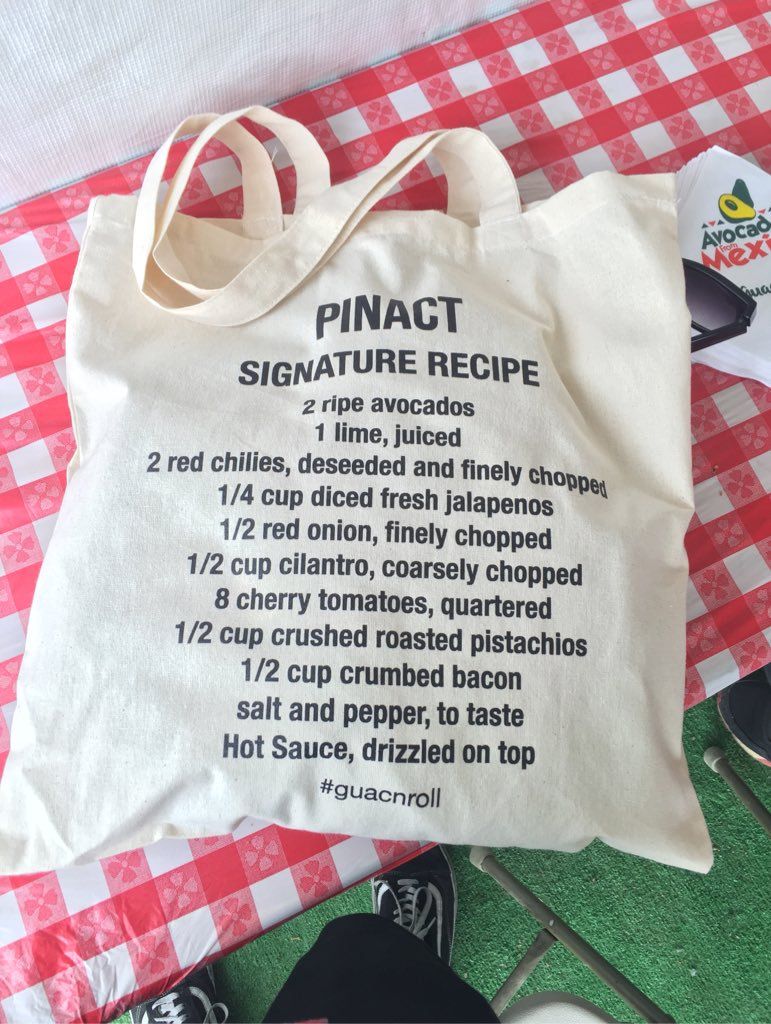 PINACT
SIGNATURE RECIPE
2 ripe avocados
1 lime, juiced
2 red chilies, deseeded and finely chopped
1/4 cup diced fresh jalapenos
1/2 red onion, finely chopped
1/2 cup cilantro, coarsely chopped
8 cherry tomatoes, quartered
1/2 cup crushed roasted pistachios
1/2 cup crumbed bacon
salt and pepper, to taste
Hot Sauce, drizzled on top
#guacnroll
Avocad
From
Mexi